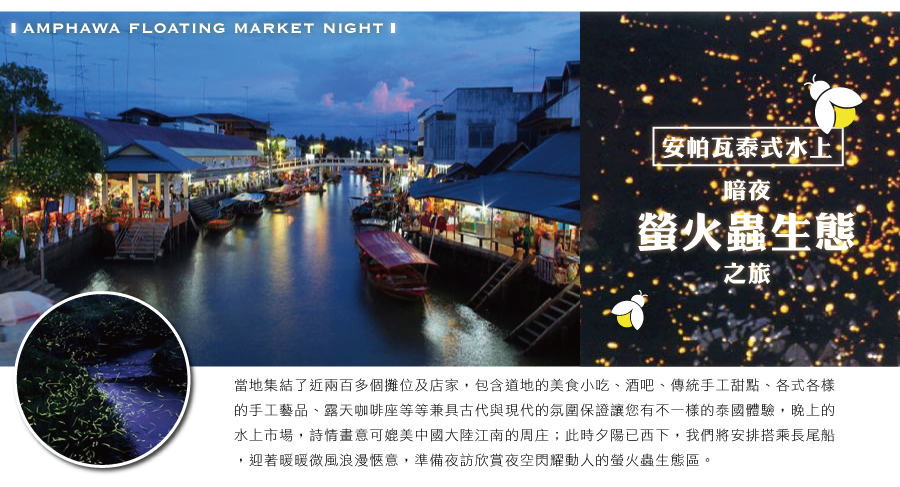 AMPHAWA FLOATING MARKET NIGHT
安帕瓦泰式水上
暗夜
螢火蟲生態
之旅
當地集結了近兩百多個攤位及店家，包含道地的美食小吃、酒吧、傳統手工甜點、各式各樣
的手工藝品、露天咖啡座等等兼具古代與現代的氛圍保證讓您有不一樣的泰國體驗，晚上的
水上市場，詩情畫意可媲美中國大陸江南的周庄；此時夕陽已西下，我們將安排搭乘長尾船
，迎著暖暖微風浪漫愜意，準備夜訪欣賞夜空閃耀動人的螢火蟲生態區。